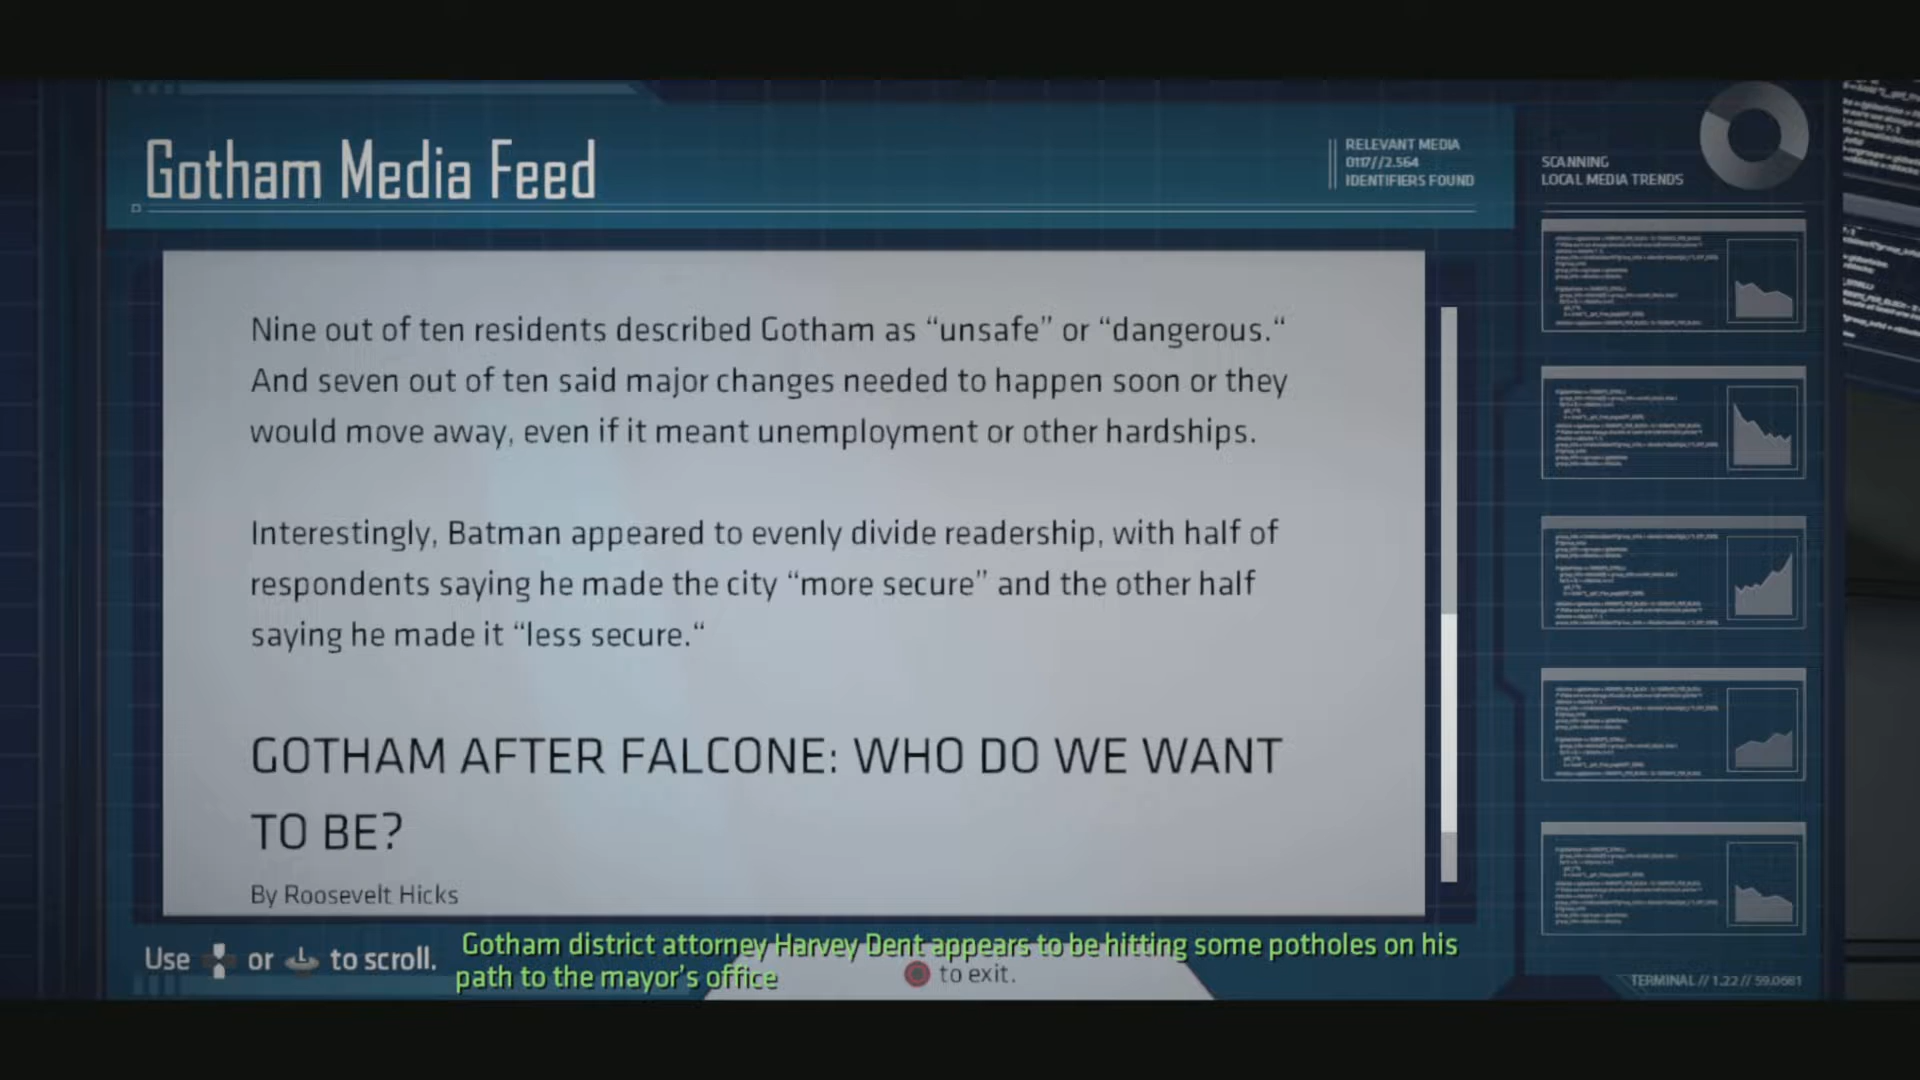 Gotham Media Feed
RELEVANT MEDIA
0117//2.564
IDENTIFIERS FOUND
SCANNING
LOCAL MEDIA TRENDS
Nine out of ten residents described Gotham as “unsafe” or “dangerous.“
And seven out of ten said major changes needed to happen soon or they
would move away, even if it meant unemployment or other hardships.
Interestingly, Batman appeared to evenly divide readership, with half of
respondents saying he made the city “more secure” and the other half
saying he made it “less secure.“
GOTHAM AFTER FALCONE: WHO DO WE WANT
TO BE?
By Roosevelt Hicks
Use or L to scroll.
Gotham district attorney Harvey Dent appears to be hitting some potholes on his
path to the mayor's office
to exit.
TERMINAL // 1.22 // 59.0681